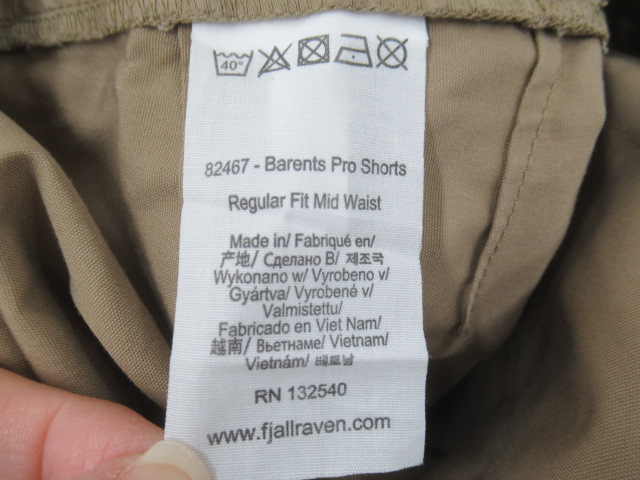 40°
82467 - Barents Pro Shorts
Regular Fit Mid Waist
Made in/ Fabriqué en/
产地/ Сделано В/ 제조국
Wykonano w/ Vyrobeno v/
Gyártva/ Vyrobené v/
Valmistettu/
Fabricado en Viet Nam/
越南/ Вьетнаме/ Vietnam/
Vietnám/ 베트남
RN 132540
www.fjallraven.com